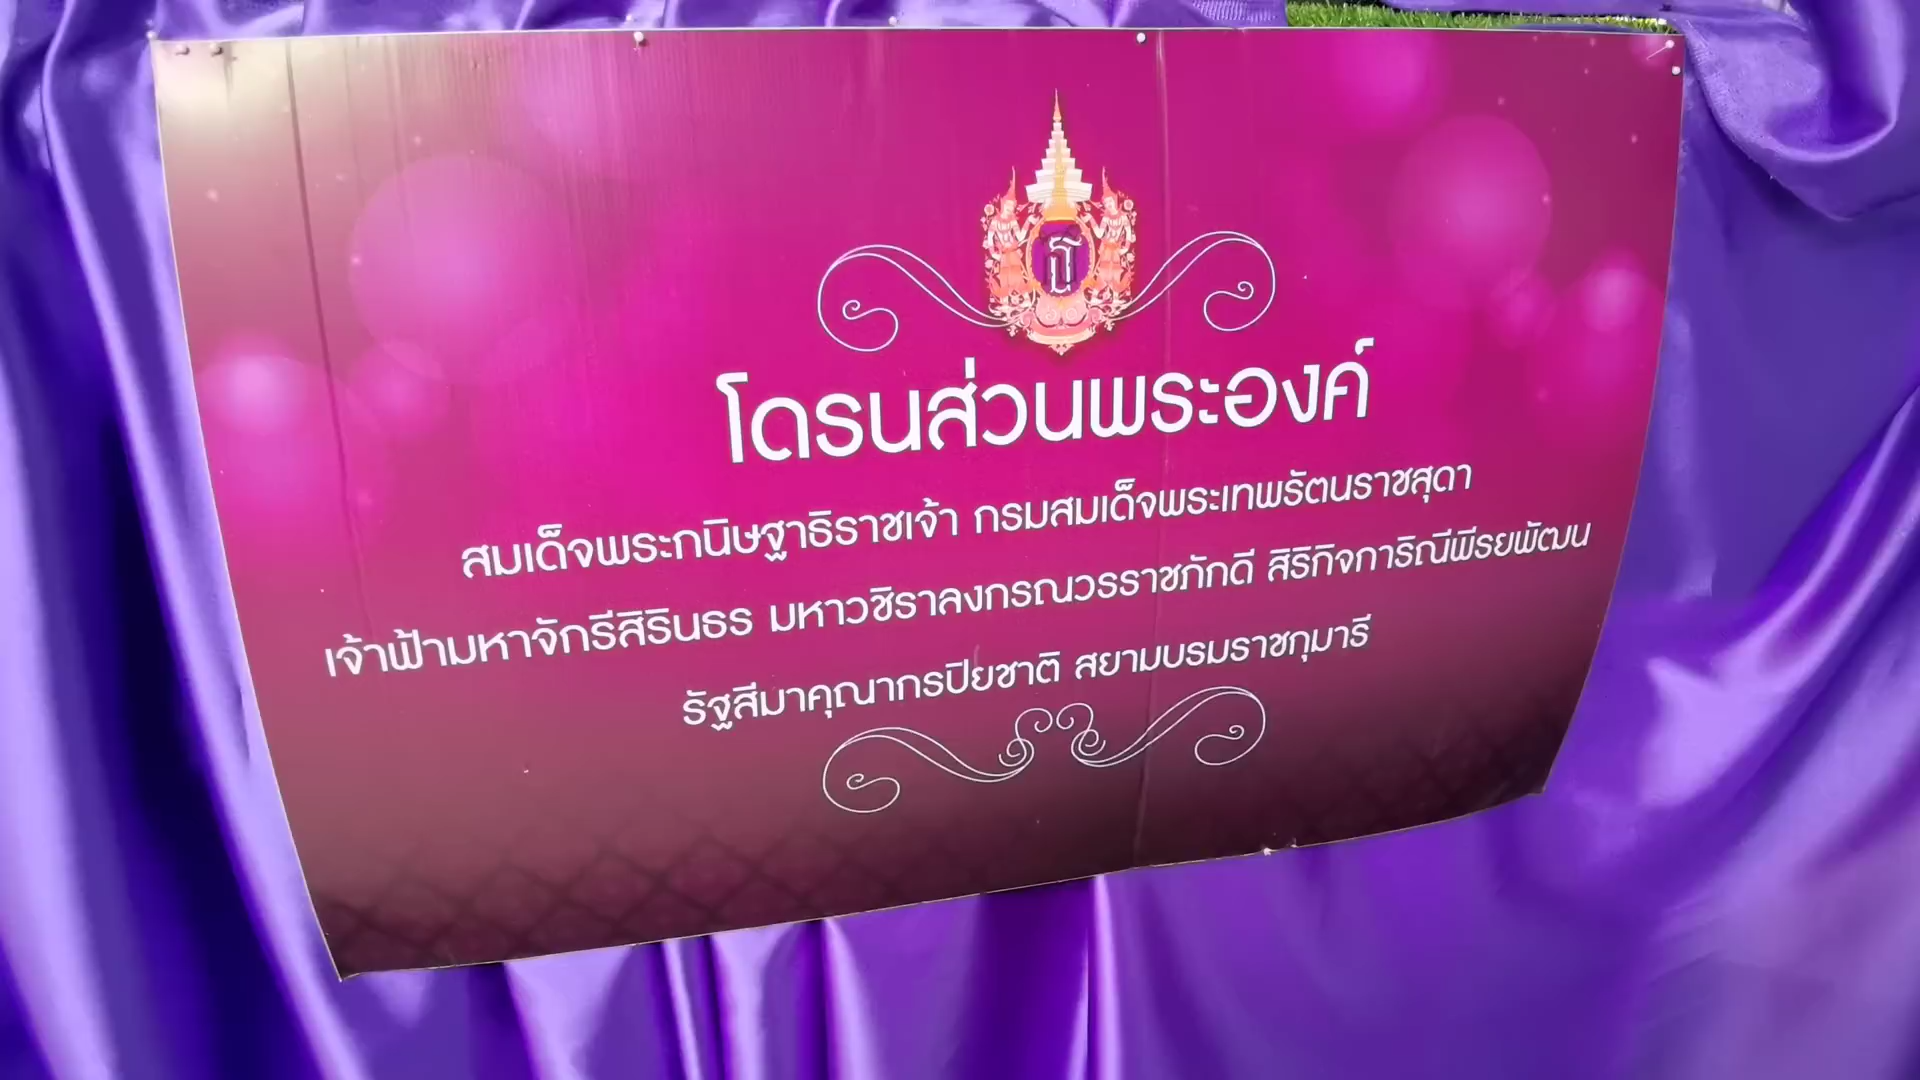 โดรนส่วนพระองค์
สมเด็จพระกนิษฐาธิราชเจ้า กรมสมเด็จพระเทพรัตนราชสุดา
เจ้าฟ้ามหาจักรีสิรินธร มหาวชิราลงกรณวรราชภักดี สิริกิจการิณีพีรยพัฒน
รัฐสีมาคุณากรปิยชาติ สยามบรมราชกุมารี